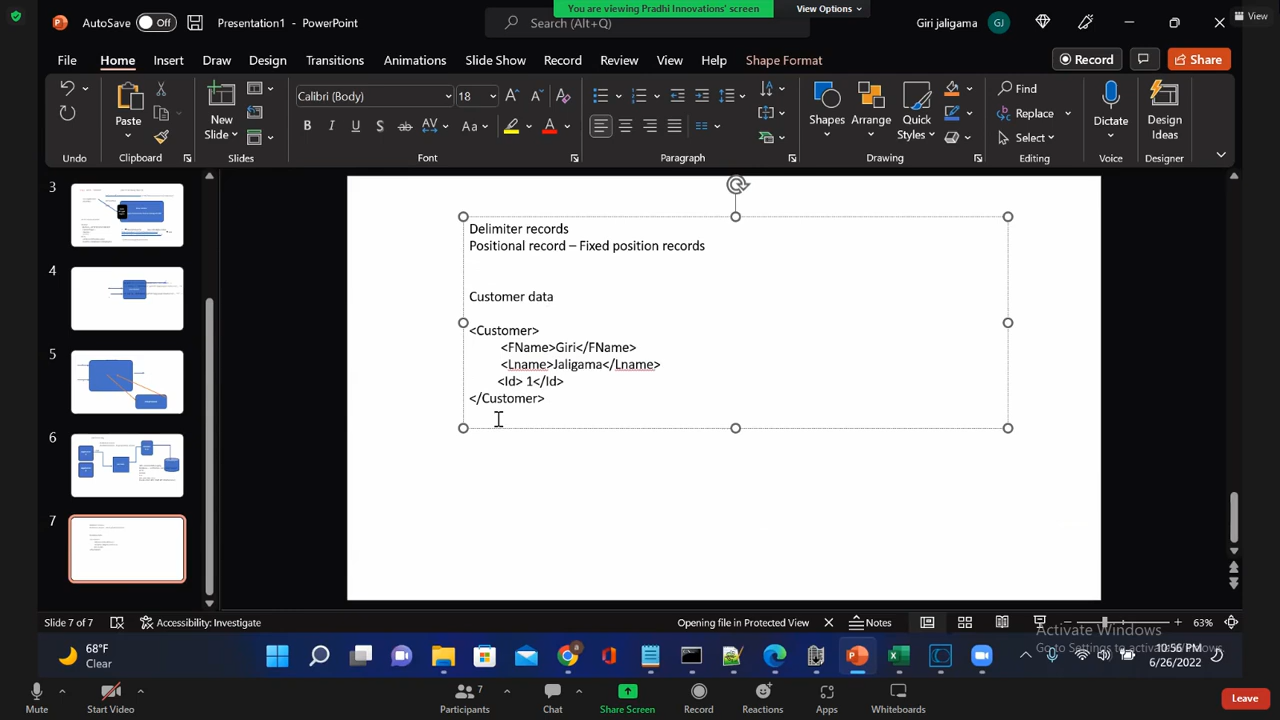 You are viewing Pradhi Innovations' screen
View Options
View
AutoSave Off
Presentation1 - PowerPoint
Search (Alt+Q)
Giri jaligama
GJ
File Home Insert Draw Design Transitions Animations Slide Show Record Review View Help Shape Format
Record
Share
Calibri (Body)
18
Paste
New
Slide
Shapes
Arrange
Quick
Styles
Find
Replace
Select
Dictate
Design
Ideas
Undo
Clipboard
Slides
Font
Paragraph
Drawing
Editing
Voice
Designer
3
4
5
6
7
Delimiter records
Positional record – Fixed position records
Customer data
<Customer>
<FName>Giri</FName>
<Lname>Jaligama</Lname>
<Id> 1</Id>
</Customer>
Slide 7 of 7
Accessibility: Investigate
Opening file in Protected View
Notes
63%
Activate Windows
Go to Settings to activate Windows.
68°F
Clear
10:56 PM
6/26/2022
Mute
Start Video
7
Participants
Chat
Share Screen
Record
Reactions
Apps
Whiteboards
Leave